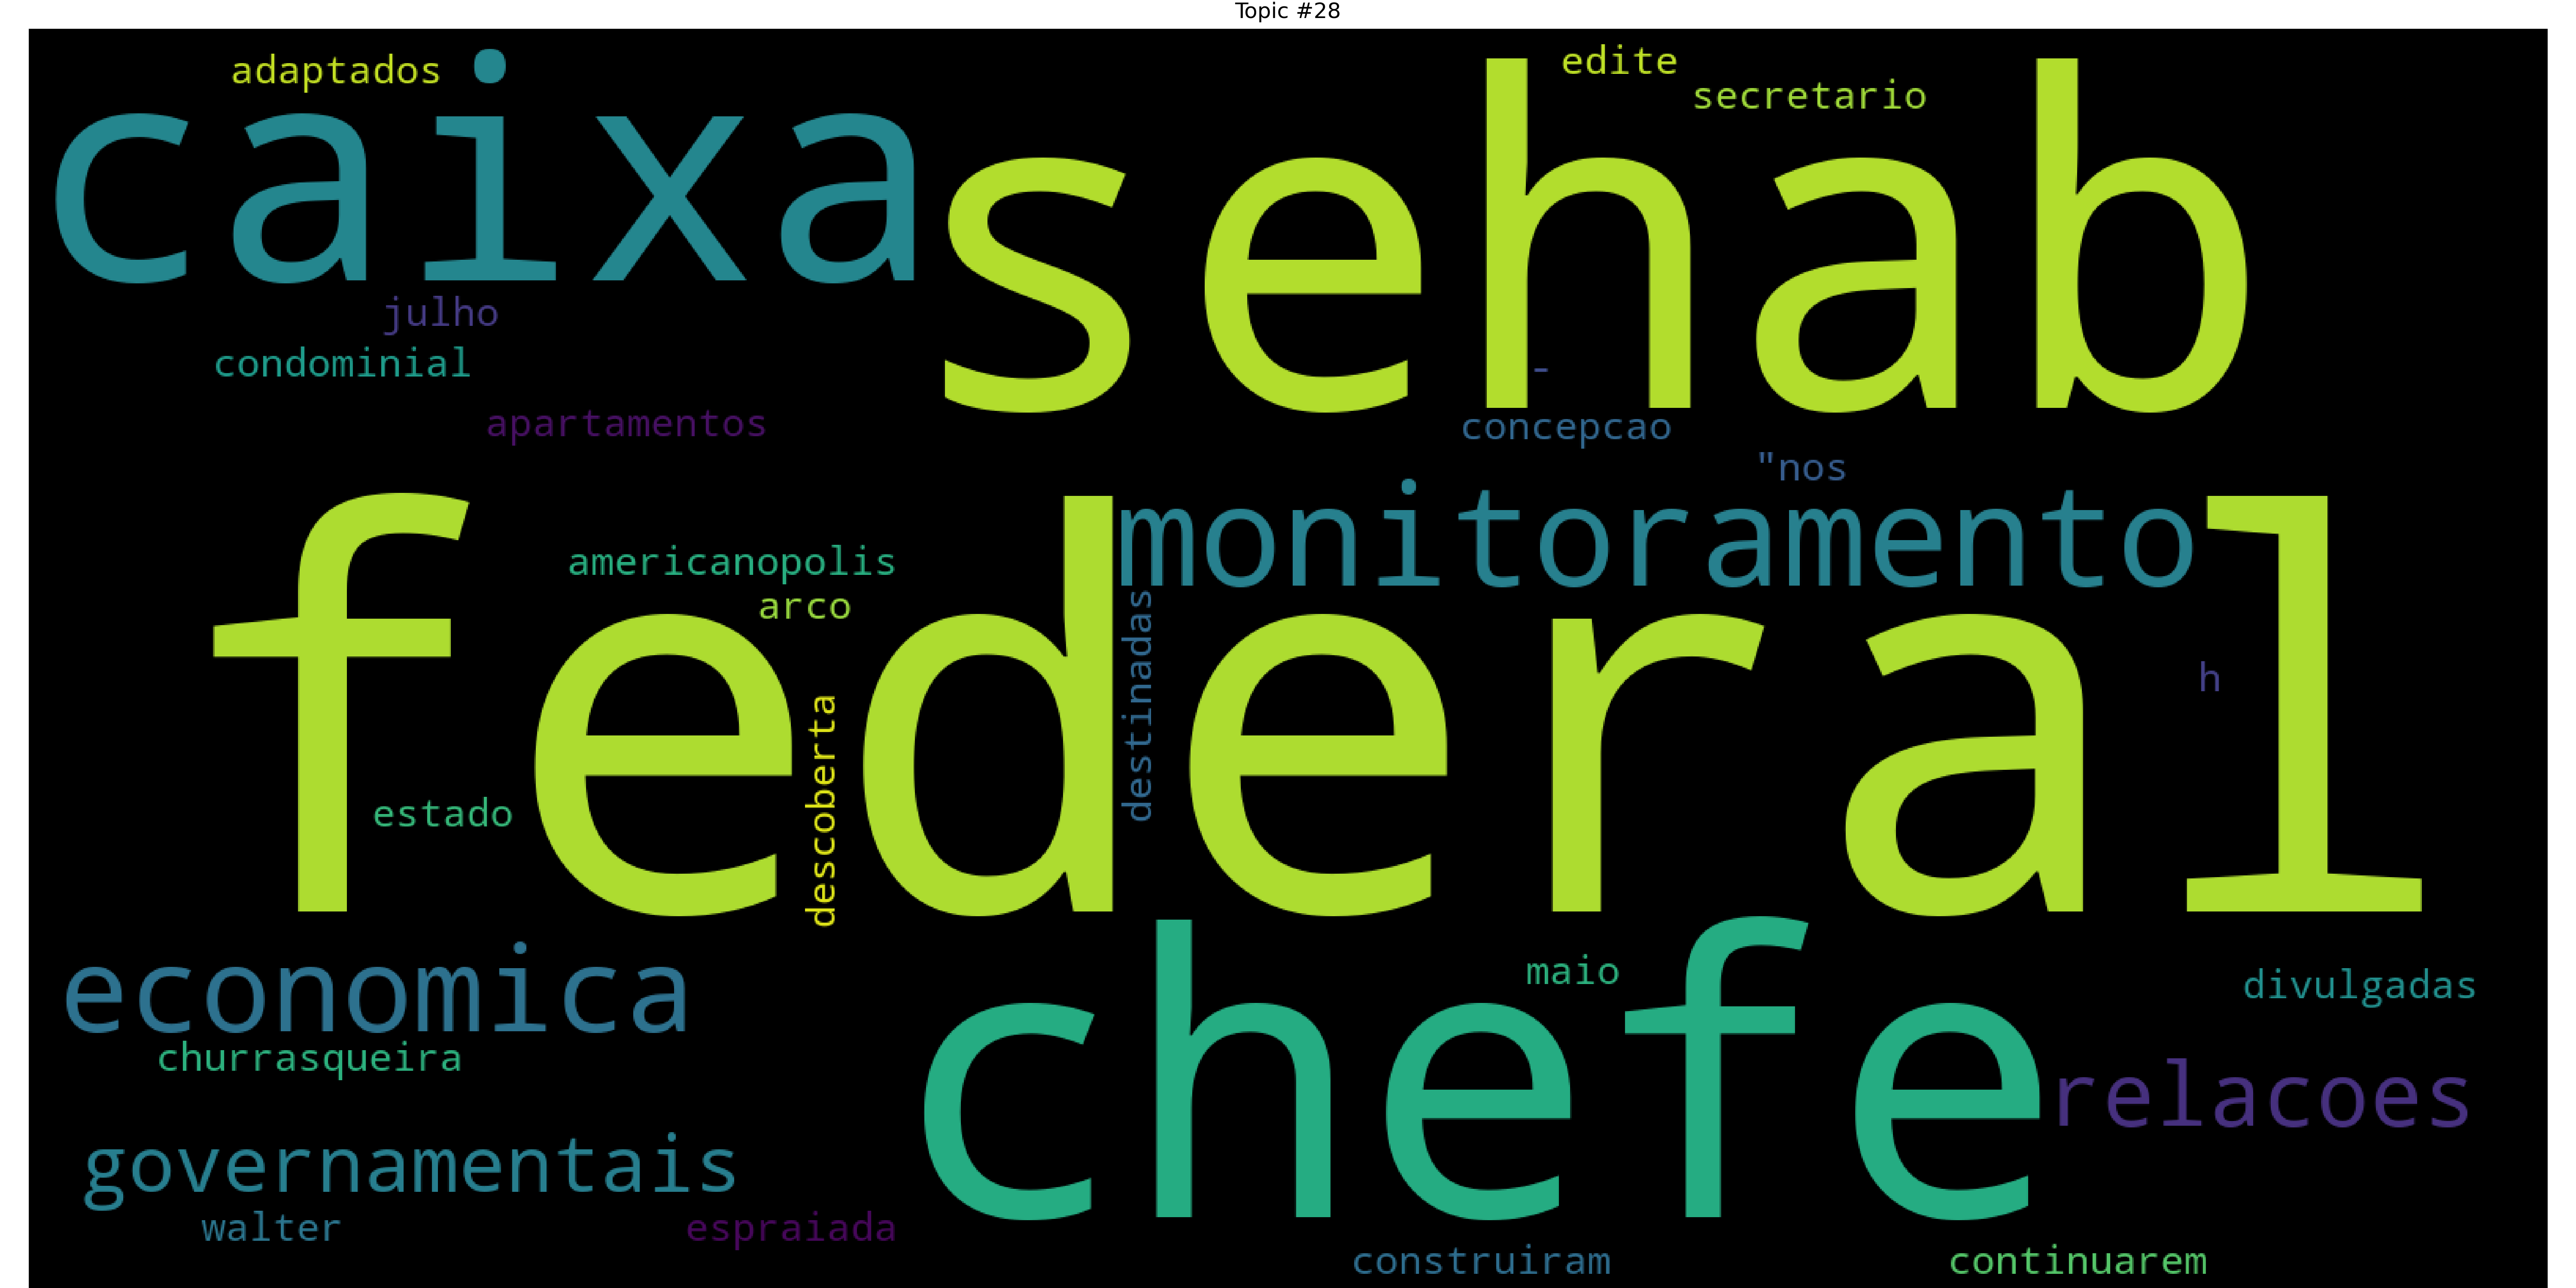 Topic #28
adaptados
edite
secretario
caixa
sehab
julho
condominial
-
apartamentos
concepcao
"nos
monitoramento
americanopolis
arco
federal
destinadas
h
descoberta
estado
economica
maio
divulgadas
churrasqueira
chefe
relacoes
governamentais
walter
espraiada
construiram
continuarem